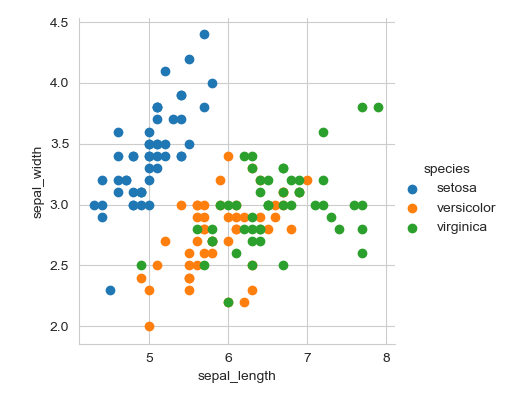 4.5
4.0
3.5
3.0
2.5
2.0
sepal_width
5
6
7
8
sepal_length
species
setosa
versicolor
virginica